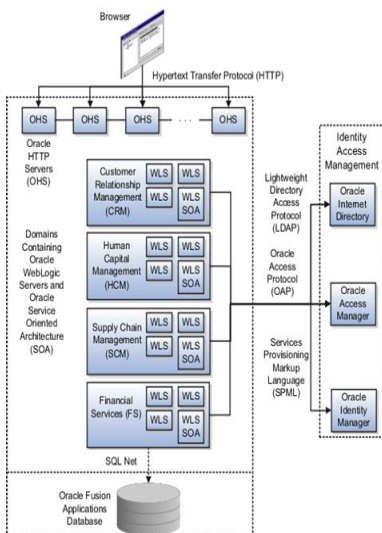 Browser
Hypertext Transfer Protocol (HTTP)
OHS
OHS
OHS
. . .
OHS
Oracle
HTTP
Servers
(OHS)
Domains
Containing
Oracle
WebLogic
Servers and
Oracle
Service
Oriented
Architecture
(SOA)
Customer
Relationship
Management
(CRM)
WLS
WLS
WLS
WLS
SOA
Human
Capital
Management
(HCM)
WLS
WLS
WLS
WLS
SOA
Supply Chain
Management
(SCM)
WLS
WLS
WLS
WLS
SOA
Financial
Services (FS)
WLS
WLS
WLS
WLS
SOA
SQL Net
Oracle Fusion
Applications
Database
Lightweight
Directory
Access
Protocol
(LDAP)
Oracle
Access
Protocol
(OAP)
Services
Provisioning
Markup
Language
(SPML)
Identity
Access
Management
Oracle
Internet
Directory
Oracle
Access
Manager
Oracle
Identity
Manager